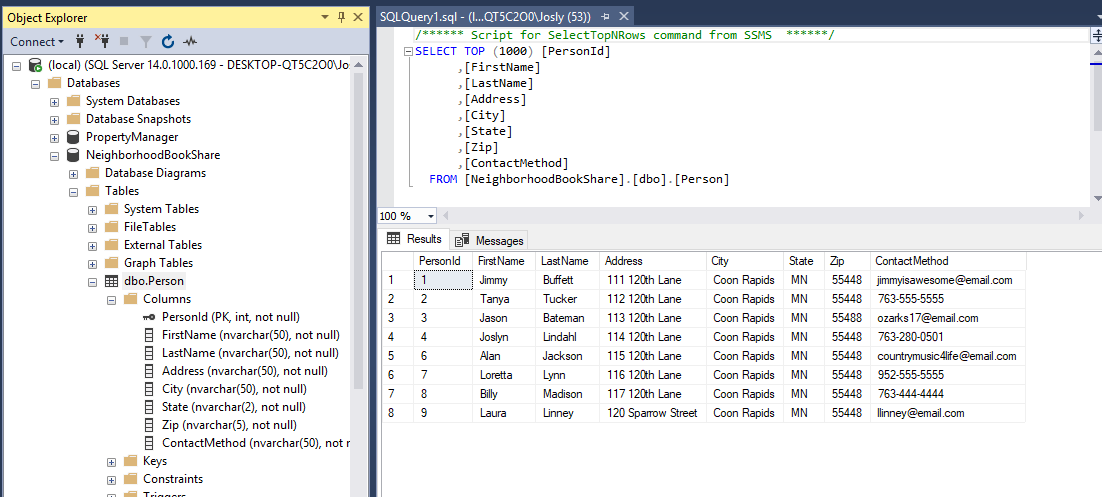 Object Explorer
Connect
(local) (SQL Server 14.0.1000.169 - DESKTOP-QT5C2O0\Jos
Databases
System Databases
Database Snapshots
PropertyManager
NeighborhoodBookShare
Database Diagrams
Tables
System Tables
FileTables
External Tables
Graph Tables
dbo.Person
Columns
PersonId (PK, int, not null)
FirstName (nvarchar(50), not null)
LastName (nvarchar(50), not null)
Address (nvarchar(50), not null)
City (nvarchar(50), not null)
State (nvarchar(2), not null)
Zip (nvarchar(5), not null)
ContactMethod (nvarchar(50), not r
Keys
Constraints
Triggers
SQLQuery1.sql - (l...QT5C2O0\Josly (53))
/****** Script for SelectTopNRows command from SSMS ******/
SELECT TOP (1000) [PersonId]
,[FirstName]
,[LastName]
,[Address]
,[City]
,[State]
,[Zip]
,[ContactMethod]
FROM [NeighborhoodBookShare].[dbo].[Person]
100 %
Results Messages
PersonId FirstName LastName Address City State Zip ContactMethod
1 1 Jimmy Buffett 111 120th Lane Coon Rapids MN 55448 jimmyisawesome@email.com
2 2 Tanya Tucker 112 120th Lane Coon Rapids MN 55448 763-555-5555
3 3 Jason Bateman 113 120th Lane Coon Rapids MN 55488 ozarks17@email.com
4 4 Joslyn Lindahl 114 120th Lane Coon Rapids MN 55448 763-280-0501
5 6 Alan Jackson 115 120th Lane Coon Rapids MN 55448 countrymusic4life@email.com
6 7 Loretta Lynn 116 120th Lane Coon Rapids MN 55448 952-555-5555
7 8 Billy Madison 117 120th Lane Coon Rapids MN 55448 763-444-4444
8 9 Laura Linney 120 Sparrow Street Coon Rapids MN 55448 llinney@email.com